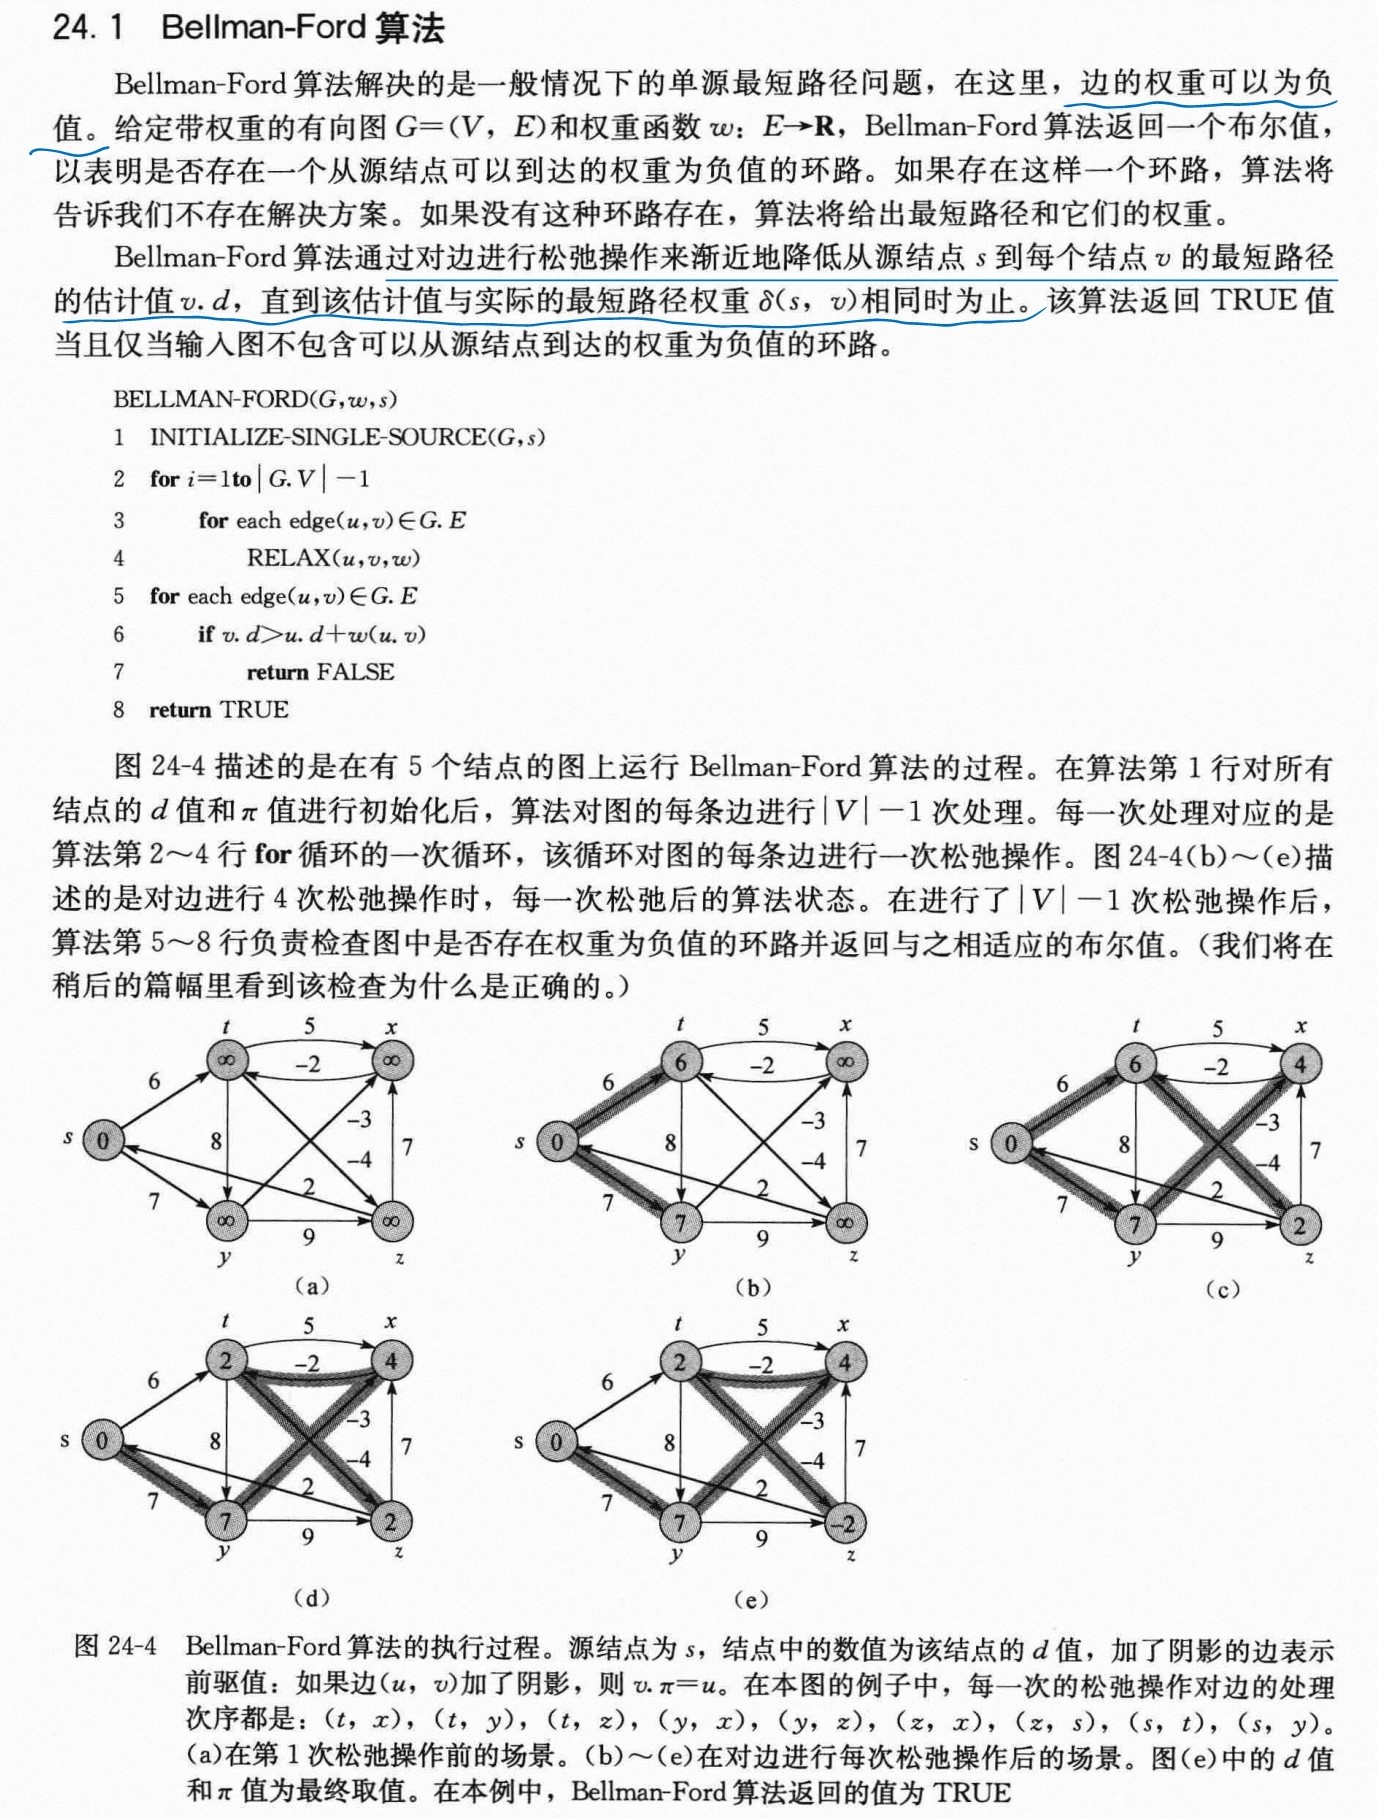 24.1 Bellman-Ford 算法
Bellman-Ford 算法解决的是一般情况下的单源最短路径问题，在这里，边的权重可以为负
值。给定带权重的有向图 G=(V, E)和权重函数 w: E→R，Bellman-Ford 算法返回一个布尔值，
以表明是否存在一个从源结点可以到达的权重为负值的环路。如果存在这样一个环路，算法将
告诉我们不存在解决方案。如果没有这种环路存在，算法将给出最短路径和它们的权重。
Bellman-Ford 算法通过对边进行松弛操作来渐近地降低从源结点 s 到每个结点 v 的最短路径
的估计值 v.d，直到该估计值与实际的最短路径权重 δ(s, v)相同时为止。该算法返回 TRUE 值
当且仅当输入图不包含可以从源结点到达的权重为负值的环路。
BELLMAN-FORD(G,w,s)
1 INITIALIZE-SINGLE-SOURCE(G,s)
2 for i=1to|G.V|-1
3 for each edge(u,v)∈G.E
4 RELAX(u,v,w)
5 for each edge(u,v)∈G.E
6 if v.d>u.d+w(u.v)
7 return FALSE
8 return TRUE
图 24-4 描述的是在有 5 个结点的图上运行 Bellman-Ford 算法的过程。在算法第 1 行对所有
结点的 d 值和 π 值进行初始化后，算法对图的每条边进行|V|-1 次处理。每一次处理对应的是
算法第 2～4 行 for 循环的一次循环，该循环对图的每条边进行一次松弛操作。图 24-4(b)～(e)描
述的是对边进行 4 次松弛操作时，每一次松弛后的算法状态。在进行了|V|-1 次松弛操作后，
算法第 5～8 行负责检查图中是否存在权重为负值的环路并返回与之相适应的布尔值。（我们将在
稍后的篇幅里看到该检查为什么是正确的。）
t 5 x
∞ -2 ∞
6
-3
s 0 8 7
-4
7 2
∞ 9 ∞
y z
(a)
t 5 x
6 -2 ∞
6
-3
s 0 8 7
-4
7 2
7 9 ∞
y z
(b)
t 5 x
6 -2 4
6
-3
s 0 8 7
-4
7 2
7 9 2
y z
(c)
t 5 x
2 -2 4
6
-3
s 0 8 7
-4
7 2
7 9 2
y z
(d)
t 5 x
2 -2 4
6
-3
s 0 8 7
-4
7 2
7 9 -2
y z
(e)
图 24-4 Bellman-Ford 算法的执行过程。源结点为 s，结点中的数值为该结点的 d 值，加了阴影的边表示
前驱值：如果边(u, v)加了阴影，则 v.π=u。在本图的例子中，每一次的松弛操作对边的处理
次序都是：(t, x)，(t, y)，(t, z)，(y, x)，(y, z)，(z, x)，(z, s)，(s, t)，(s, y)。
(a)在第 1 次松弛操作前的场景。(b)～(e)在对边进行每次松弛操作后的场景。图(e)中的 d 值
和 π 值为最终取值。在本例中，Bellman-Ford 算法返回的值为 TRUE